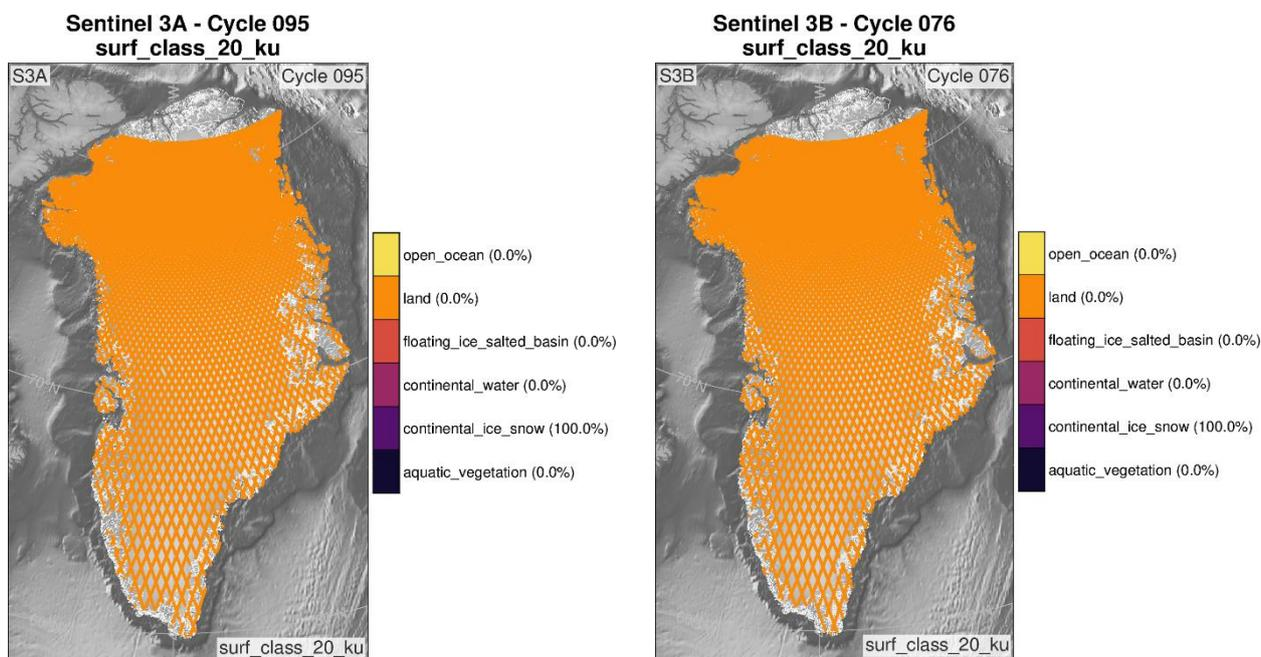 Sentinel 3A - Cycle 095
surf_class_20_ku
S3A
Cycle 095
70°N
surf_class_20_ku
open_ocean (0.0%)
land (0.0%)
floating_ice_salted_basin (0.0%)
continental_water (0.0%)
continental_ice_snow (100.0%)
aquatic_vegetation (0.0%)
Sentinel 3B - Cycle 076
surf_class_20_ku
S3B
Cycle 076
70°N
surf_class_20_ku
open_ocean (0.0%)
land (0.0%)
floating_ice_salted_basin (0.0%)
continental_water (0.0%)
continental_ice_snow (100.0%)
aquatic_vegetation (0.0%)